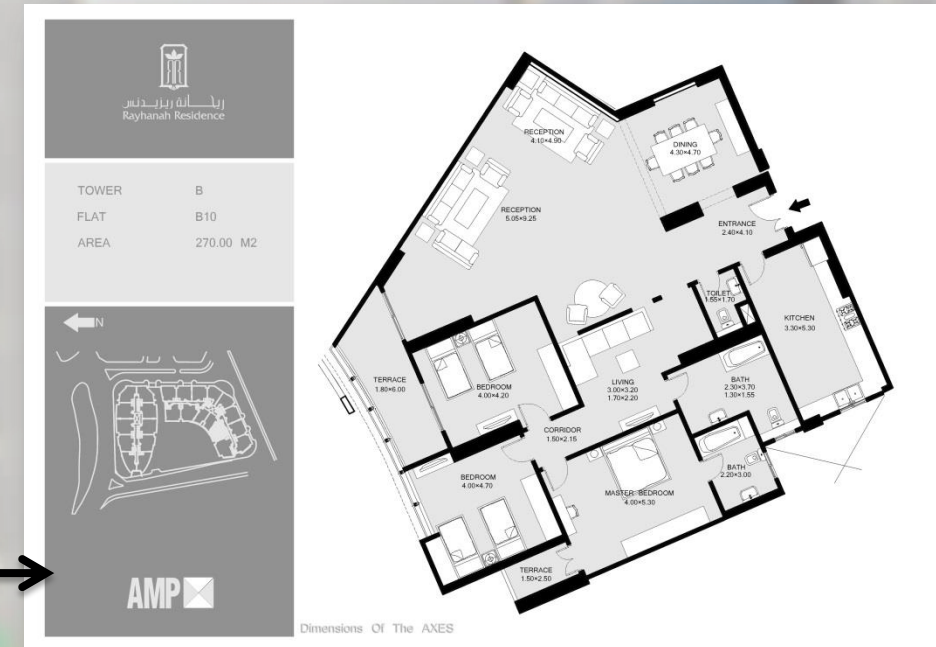 ريحانة ريزيدنس
Rayhanah Residence
TOWER B
FLAT B10
AREA 270.00 M2
N
AMP
RECEPTION
4.10×4.90
DINING
4.30×4.70
RECEPTION
5.05×9.25
ENTRANCE
2.40×4.10
TOILET
1.55×1.70
KITCHEN
3.30×5.30
TERRACE
1.80×6.00
BEDROOM
4.00×4.20
LIVING
3.00×3.20
1.70×2.20
BATH
2.30×3.70
1.30×1.55
CORRIDOR
1.50×2.15
BEDROOM
4.00×4.70
MASTER BEDROOM
4.60×5.30
BATH
2.20×3.00
TERRACE
1.50×2.50
Dimensions Of The AXES